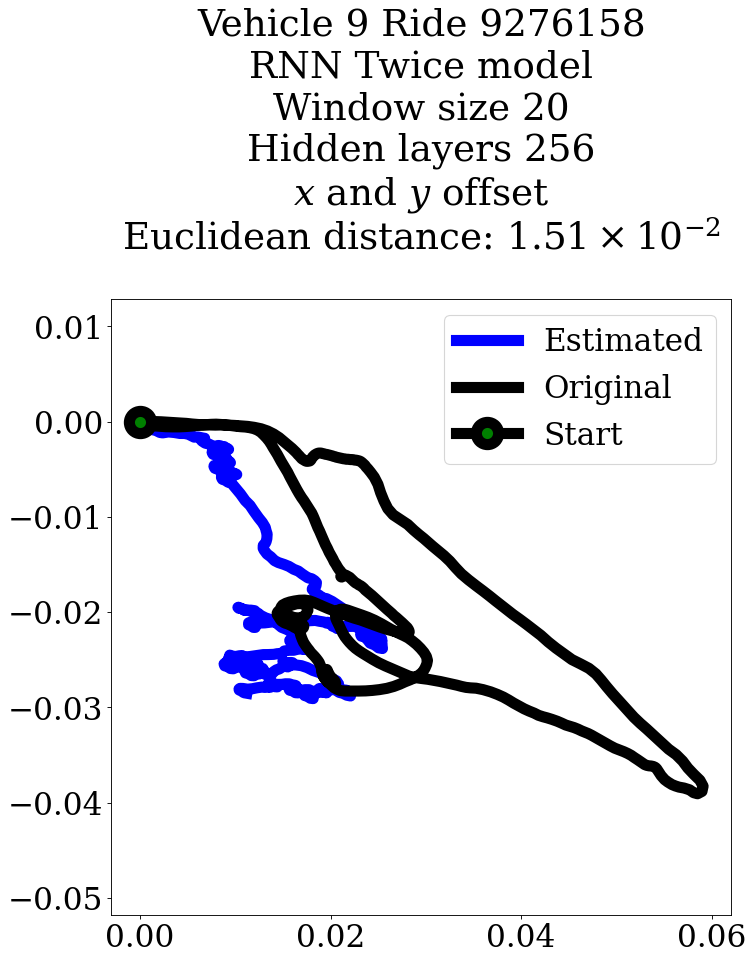 Vehicle 9 Ride 9276158
RNN Twice model
Window size 20
Hidden layers 256
x and y offset
Euclidean distance: 1.51 × 10⁻²
Estimated
Original
Start
0.01
0.00
−0.01
−0.02
−0.03
−0.04
−0.05
0.00 0.02 0.04 0.06